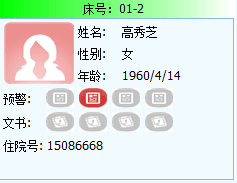 床号：01-2
姓名： 高秀芝
性别： 女
年龄： 1960/4/14
预警：
文书：
住院号: 15086668